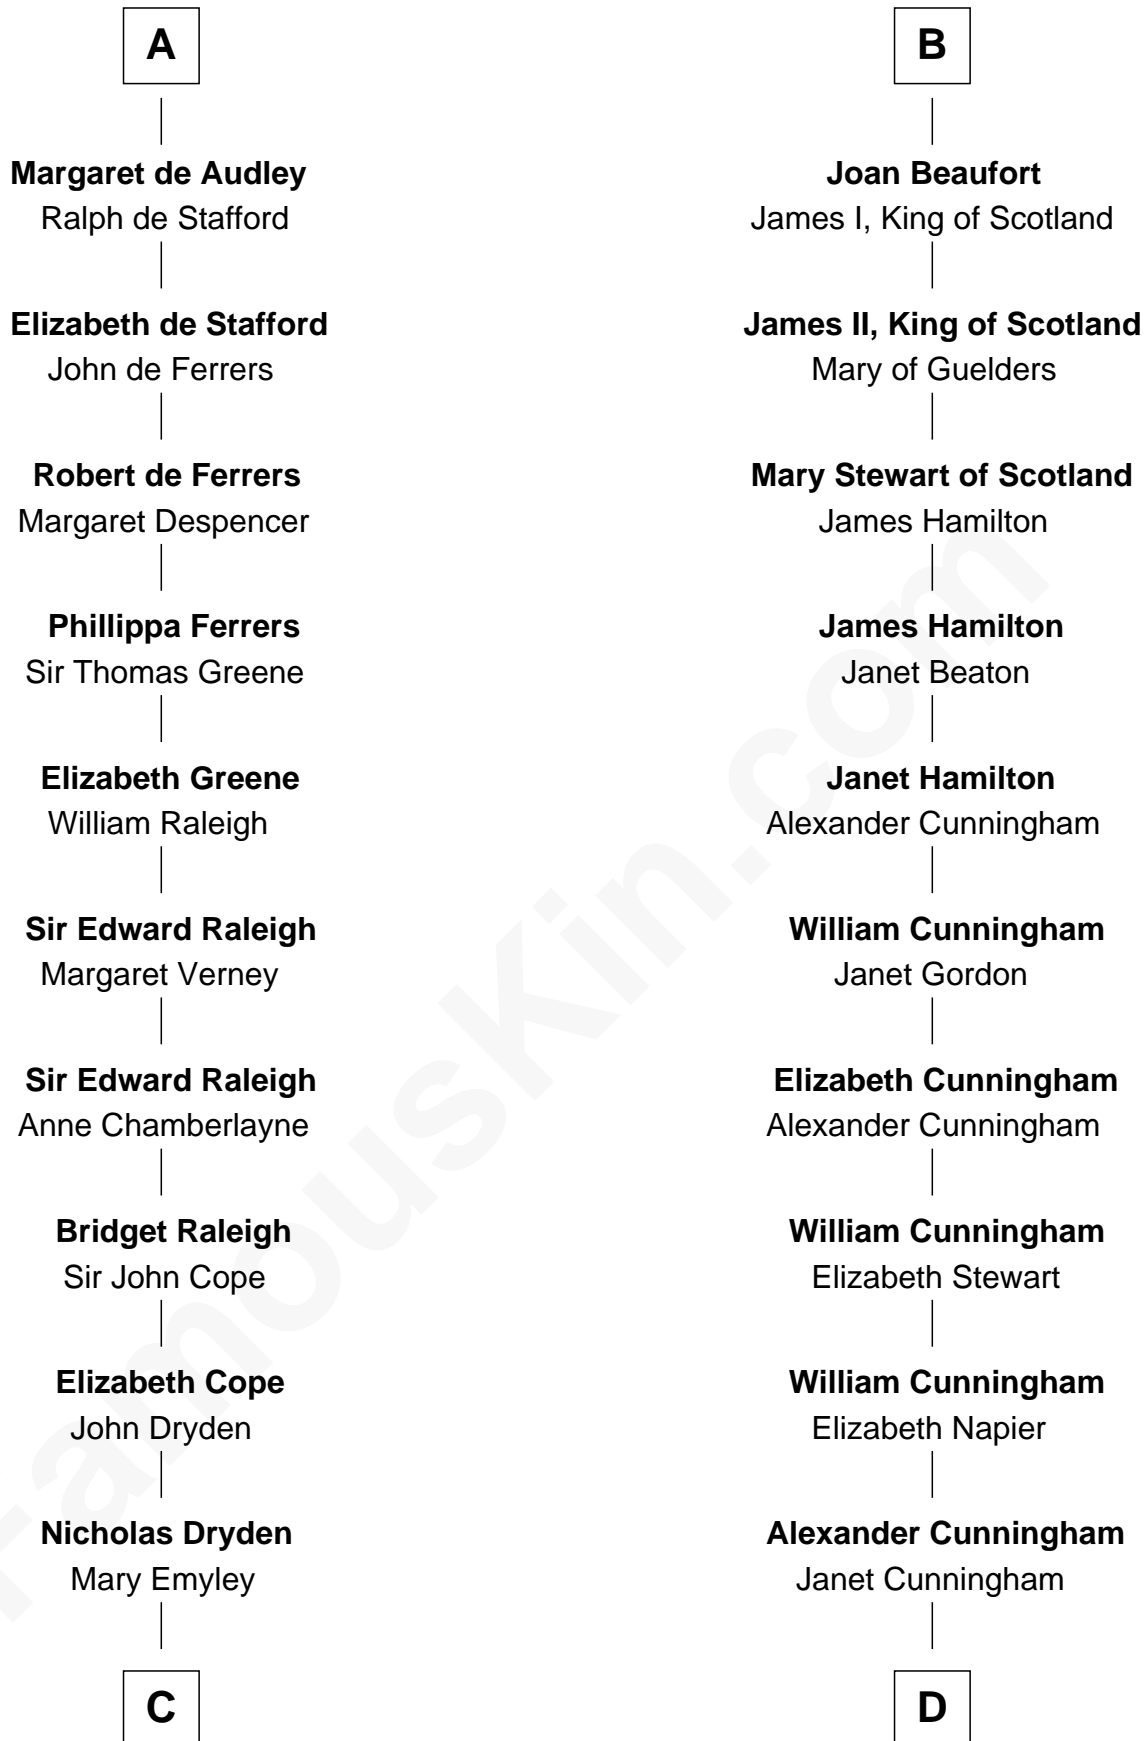 A
Margaret de Audley
Ralph de Stafford
Elizabeth de Stafford
John de Ferrers
Robert de Ferrers
Margaret Despencer
Phillippa Ferrers
Sir Thomas Greene
Elizabeth Greene
William Raleigh
Sir Edward Raleigh
Margaret Verney
Sir Edward Raleigh
Anne Chamberlayne
Bridget Raleigh
Sir John Cope
Elizabeth Cope
John Dryden
Nicholas Dryden
Mary Emyley
C
B
Joan Beaufort
James I, King of Scotland
James II, King of Scotland
Mary of Guelders
Mary Stewart of Scotland
James Hamilton
James Hamilton
Janet Beaton
Janet Hamilton
Alexander Cunningham
William Cunningham
Janet Gordon
Elizabeth Cunningham
Alexander Cunningham
William Cunningham
Elizabeth Stewart
William Cunningham
Elizabeth Napier
Alexander Cunningham
Janet Cunningham
D
FamousKin.com